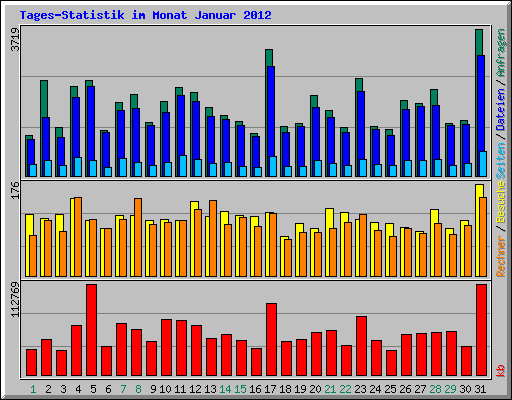 Tages-Statistik im Monat Januar 2012
3719
176
112769
Rechner / Besuche Seiten / Dateien / Anfragen
kb
1 2 3 4 5 6 7 8 9 10 11 12 13 14 15 16 17 18 19 20 21 22 23 24 25 26 27 28 29 30 31